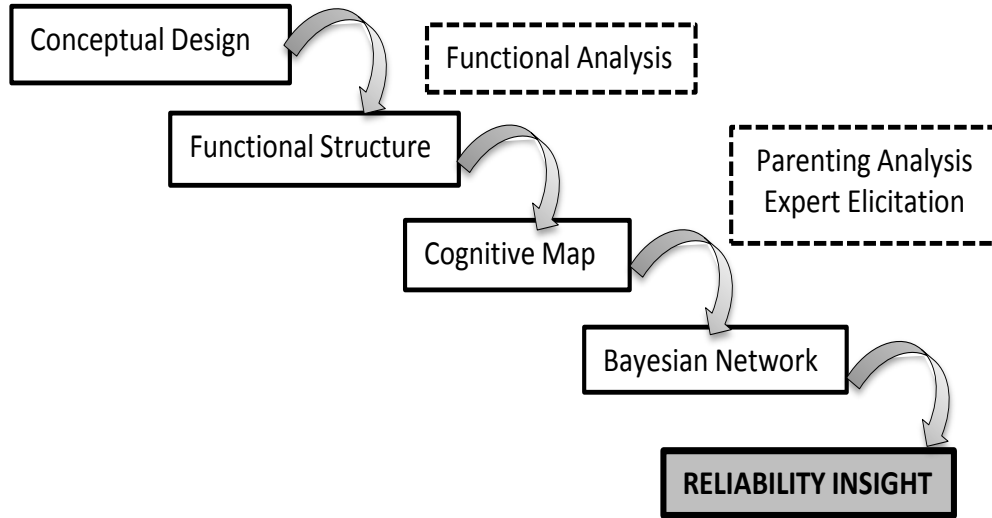 Conceptual Design
Functional Analysis
Functional Structure
Parenting Analysis
Expert Elicitation
Cognitive Map
Bayesian Network
RELIABILITY INSIGHT